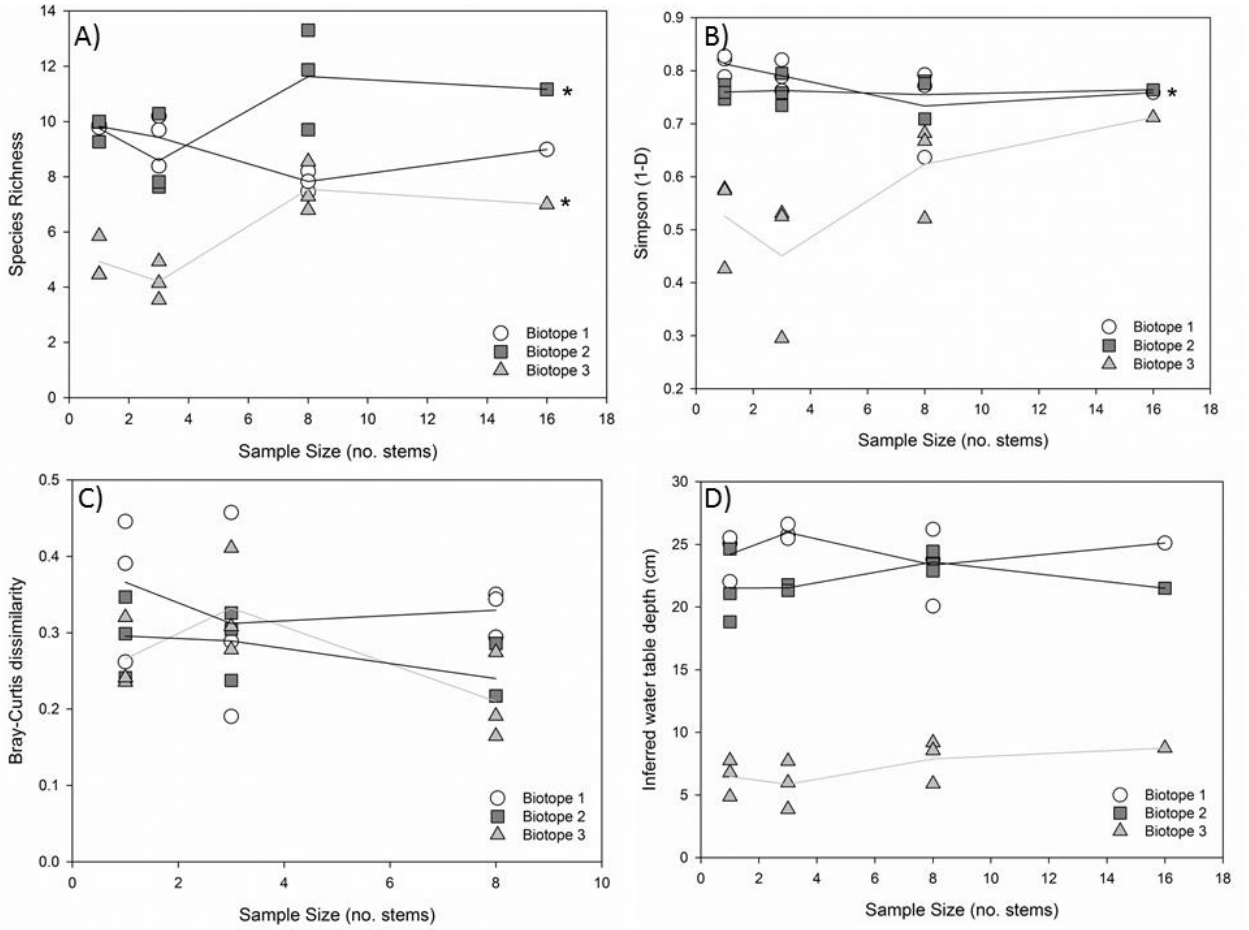 A)
14
12
10
8
6
4
2
0
Species Richness
0 2 4 6 8 10 12 14 16 18
Sample Size (no. stems)
*
*
Biotope 1
Biotope 2
Biotope 3
B)
0.9
0.8
0.7
0.6
0.5
0.4
0.3
0.2
Simpson (1-D)
0 2 4 6 8 10 12 14 16 18
Sample Size (no. stems)
*
Biotope 1
Biotope 2
Biotope 3
C)
0.5
0.4
0.3
0.2
0.1
0.0
Bray-Curtis dissimilarity
0 2 4 6 8 10
Sample Size (no. stems)
Biotope 1
Biotope 2
Biotope 3
D)
30
25
20
15
10
5
0
Inferred water table depth (cm)
0 2 4 6 8 10 12 14 16 18
Sample Size (no. stems)
Biotope 1
Biotope 2
Biotope 3